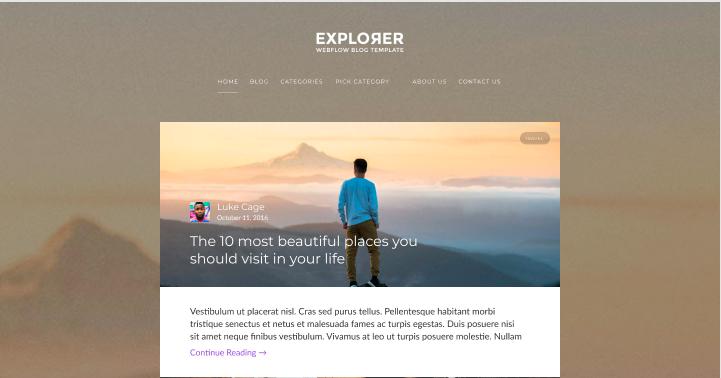 EXPLOЯER
WEBFLOW BLOG TEMPLATE
HOME BLOG CATEGORIES PICK CATEGORY ABOUT US CONTACT US
TRAVEL
Luke Cage
October 11, 2016
The 10 most beautiful places you
should visit in your life
Vestibulum ut placerat nisl. Cras sed purus tellus. Pellentesque habitant morbi
tristique senectus et netus et malesuada fames ac turpis egestas. Duis posuere nisi
sit amet neque finibus vestibulum. Vivamus at leo ut turpis posuere molestie. Nullam
Continue Reading →